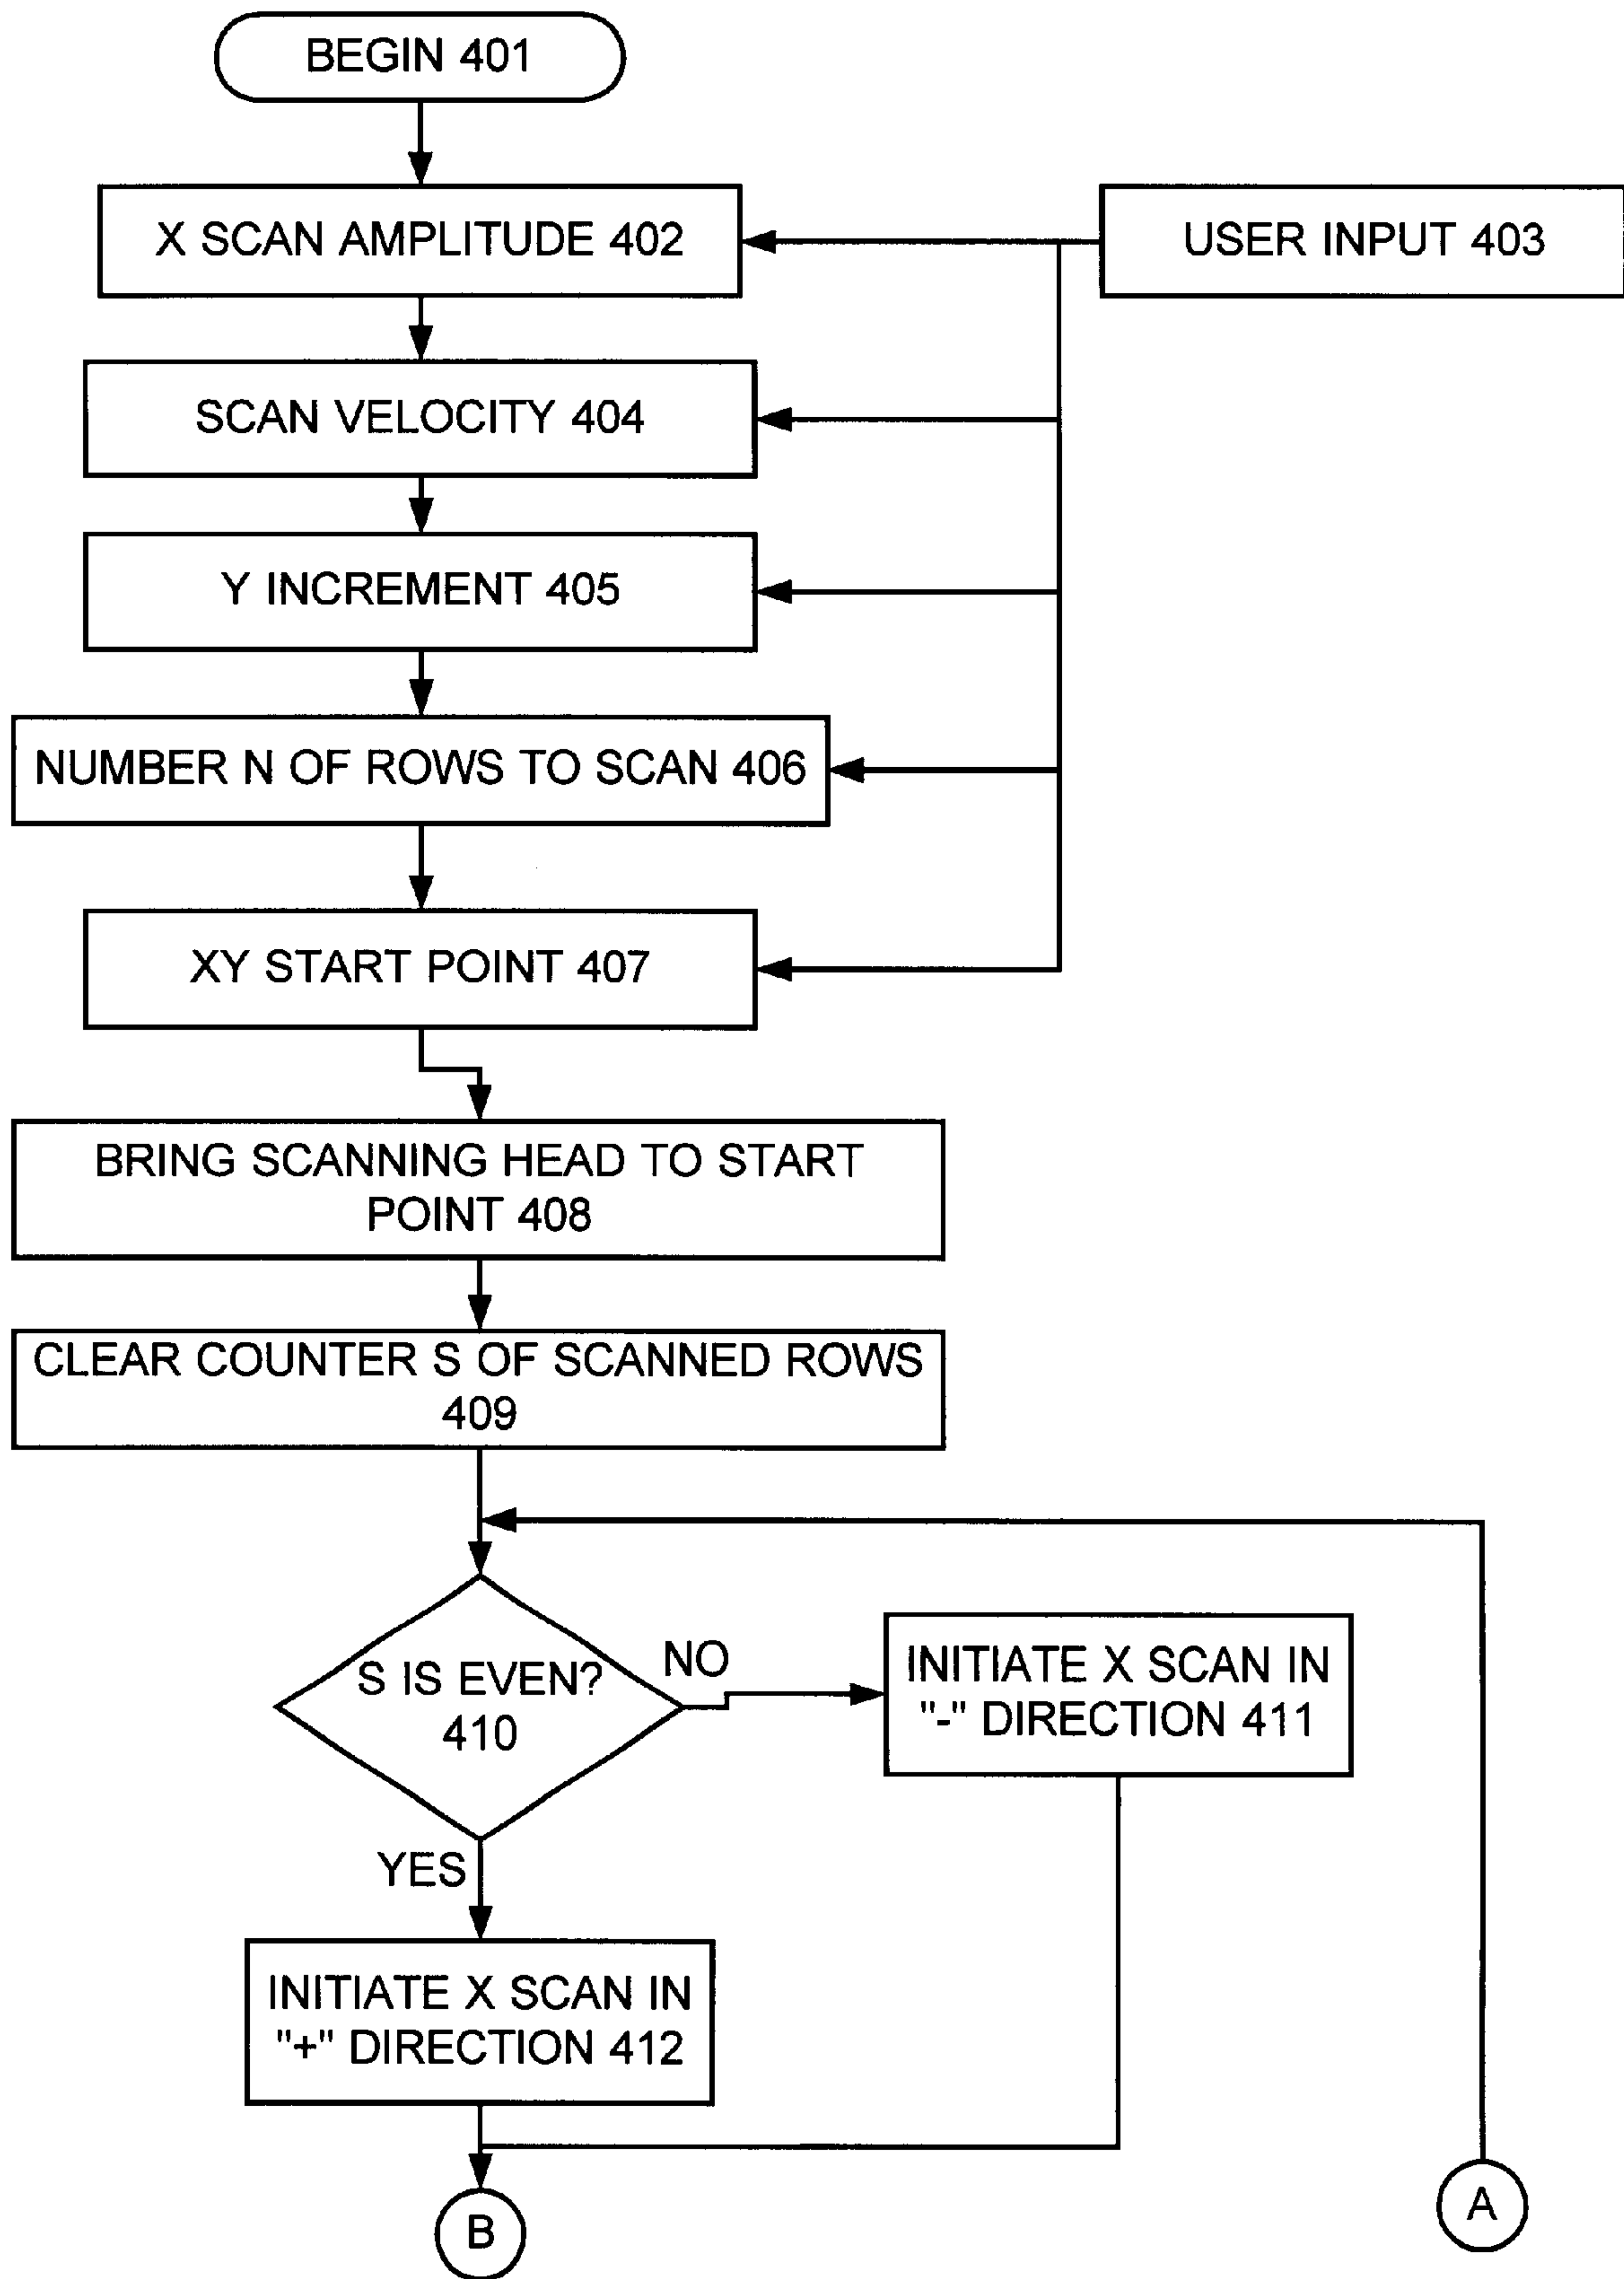 BEGIN 401
X SCAN AMPLITUDE 402
USER INPUT 403
SCAN VELOCITY 404
Y INCREMENT 405
NUMBER N OF ROWS TO SCAN 406
XY START POINT 407
BRING SCANNING HEAD TO START
POINT 408
CLEAR COUNTER S OF SCANNED ROWS
409
S IS EVEN?
410
NO
INITIATE X SCAN IN
"-" DIRECTION 411
YES
INITIATE X SCAN IN
"+" DIRECTION 412
B
A